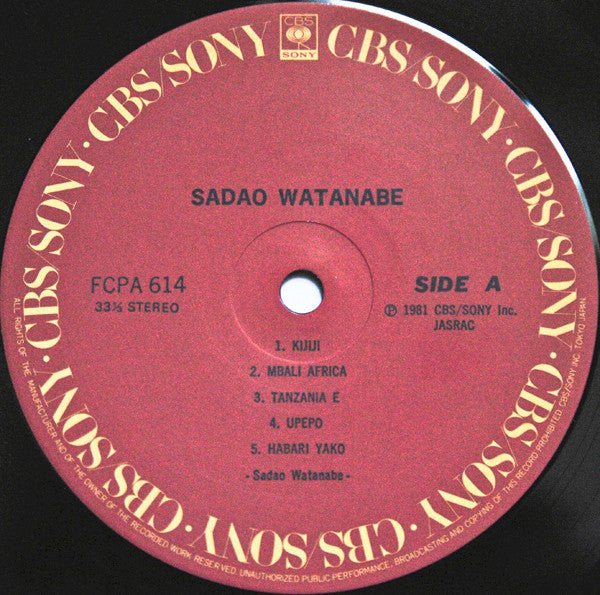 CBS
SONY
CBS/SONY · CBS/SONY · CBS/SONY · CBS/SONY · CBS/SONY · CBS/SONY · CBS/SONY · CBS/SONY
SADAO WATANABE
FCPA 614
33⅓ STEREO
SIDE A
℗ 1981 CBS/SONY Inc.
JASRAC
1. KIJIJI
2. MBALI AFRICA
3. TANZANIA E
4. UPEPO
5. HABARI YAKO
- Sadao Watanabe -
ALL RIGHTS OF THE MANUFACTURER AND OF THE OWNER OF THE RECORDED WORK RESERVED. UNAUTHORIZED PUBLIC PERFORMANCE, BROADCASTING AND COPYING OF THIS RECORD PROHIBITED. CBS/SONY INC. TOKYO JAPAN.